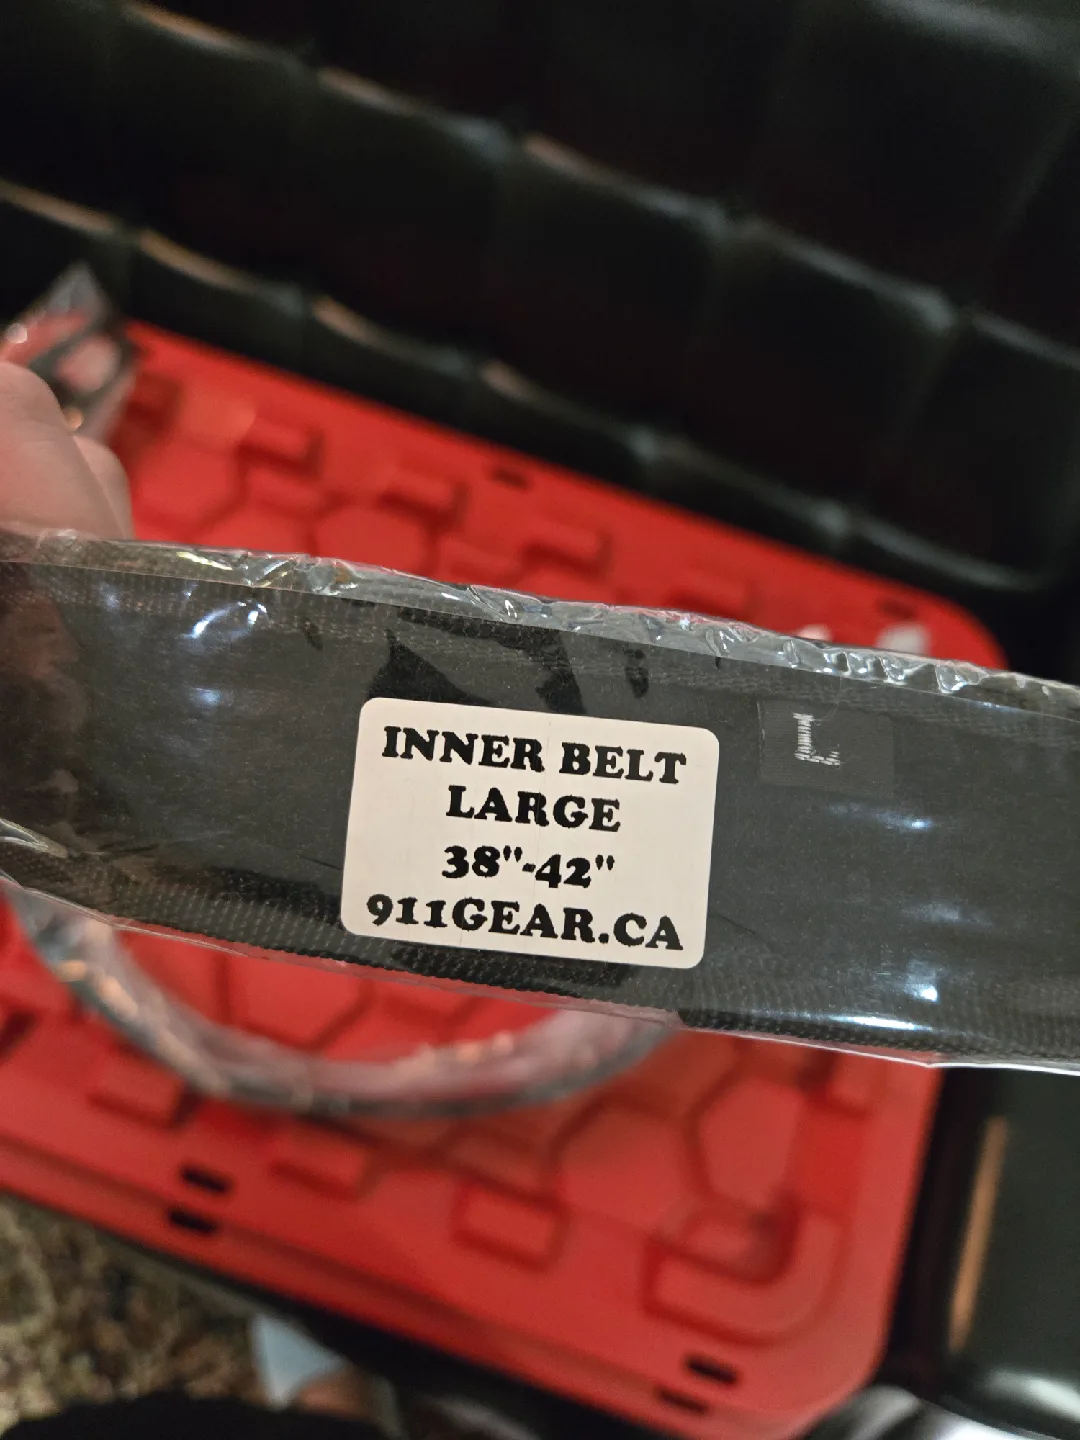 INNER BELT
LARGE
38"-42"
911GEAR.CA
L